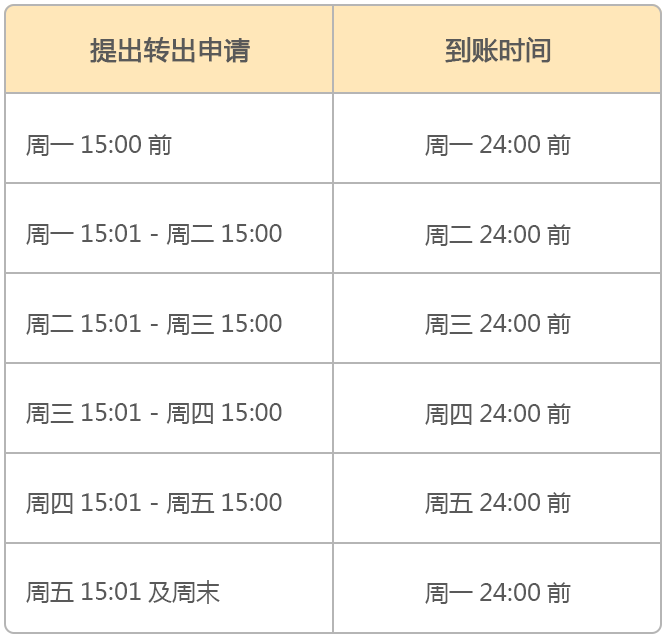 提出转出申请 到账时间
周一 15:00 前 周一 24:00 前
周一 15:01 - 周二 15:00 周二 24:00 前
周二 15:01 - 周三 15:00 周三 24:00 前
周三 15:01 - 周四 15:00 周四 24:00 前
周四 15:01 - 周五 15:00 周五 24:00 前
周五 15:01 及周末 周一 24:00 前